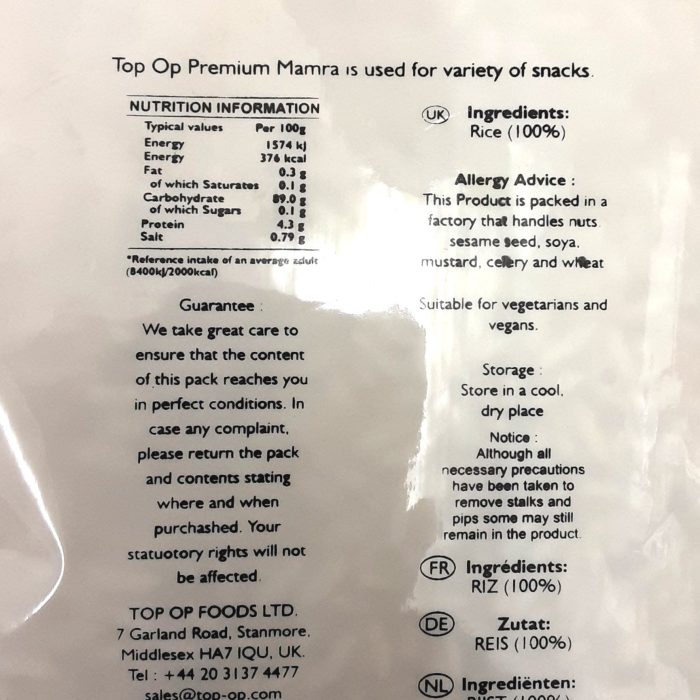 Top Op Premium Mamra is used for variety of snacks.
NUTRITION INFORMATION
Typical values Per 100g
Energy 1574 kJ
Energy 376 kcal
Fat 0.3 g
of which Saturates 0.1 g
Carbohydrate 89.0 g
of which Sugars 0.1 g
Protein 4.3 g
Salt 0.79 g
*Reference intake of an average adult
(8400kJ/2000kcal)
Guarantee :
We take great care to
ensure that the content
of this pack reaches you
in perfect conditions. In
case any complaint,
please return the pack
and contents stating
where and when
purchashed. Your
statuotory rights will not
be affected.
TOP OP FOODS LTD.
7 Garland Road, Stanmore,
Middlesex HA7 IQU, UK.
Tel : +44 20 3137 4477
sales@top-op.com
UK Ingredients:
Rice (100%)
Allergy Advice :
This Product is packed in a
factory that handles nuts
sesame seed, soya,
mustard, celery and wheat
Suitable for vegetarians and
vegans.
Storage :
Store in a cool,
dry place
Notice :
Although all
necessary precautions
have been taken to
remove stalks and
pips some may still
remain in the product.
FR Ingrédients:
RIZ (100%)
DE Zutat:
REIS (100%)
NL Ingrediënten: